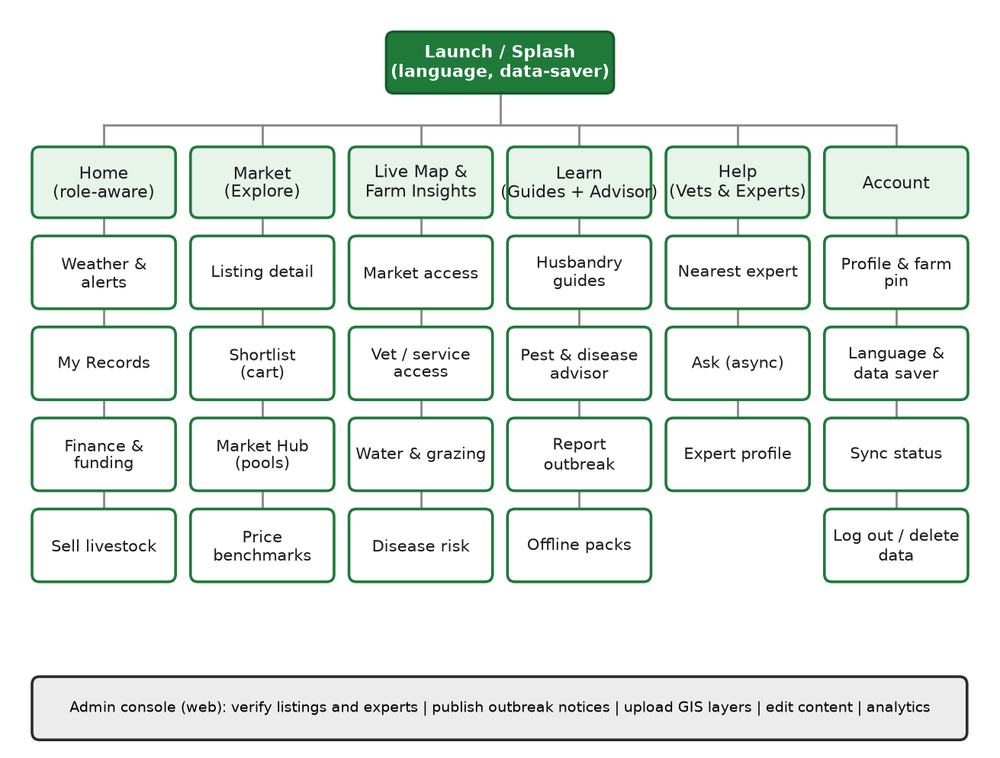 Launch / Splash
(language, data-saver)
Home
(role-aware)
Market
(Explore)
Live Map &
Farm Insights
Learn
(Guides + Advisor)
Help
(Vets & Experts)
Account
Weather &
alerts
Listing detail
Market access
Husbandry
guides
Nearest expert
Profile & farm
pin
My Records
Shortlist
(cart)
Vet / service
access
Pest & disease
advisor
Ask (async)
Language &
data saver
Finance &
funding
Market Hub
(pools)
Water & grazing
Report
outbreak
Expert profile
Sync status
Sell livestock
Price
benchmarks
Disease risk
Offline packs
Log out / delete
data
Admin console (web): verify listings and experts | publish outbreak notices | upload GIS layers | edit content | analytics